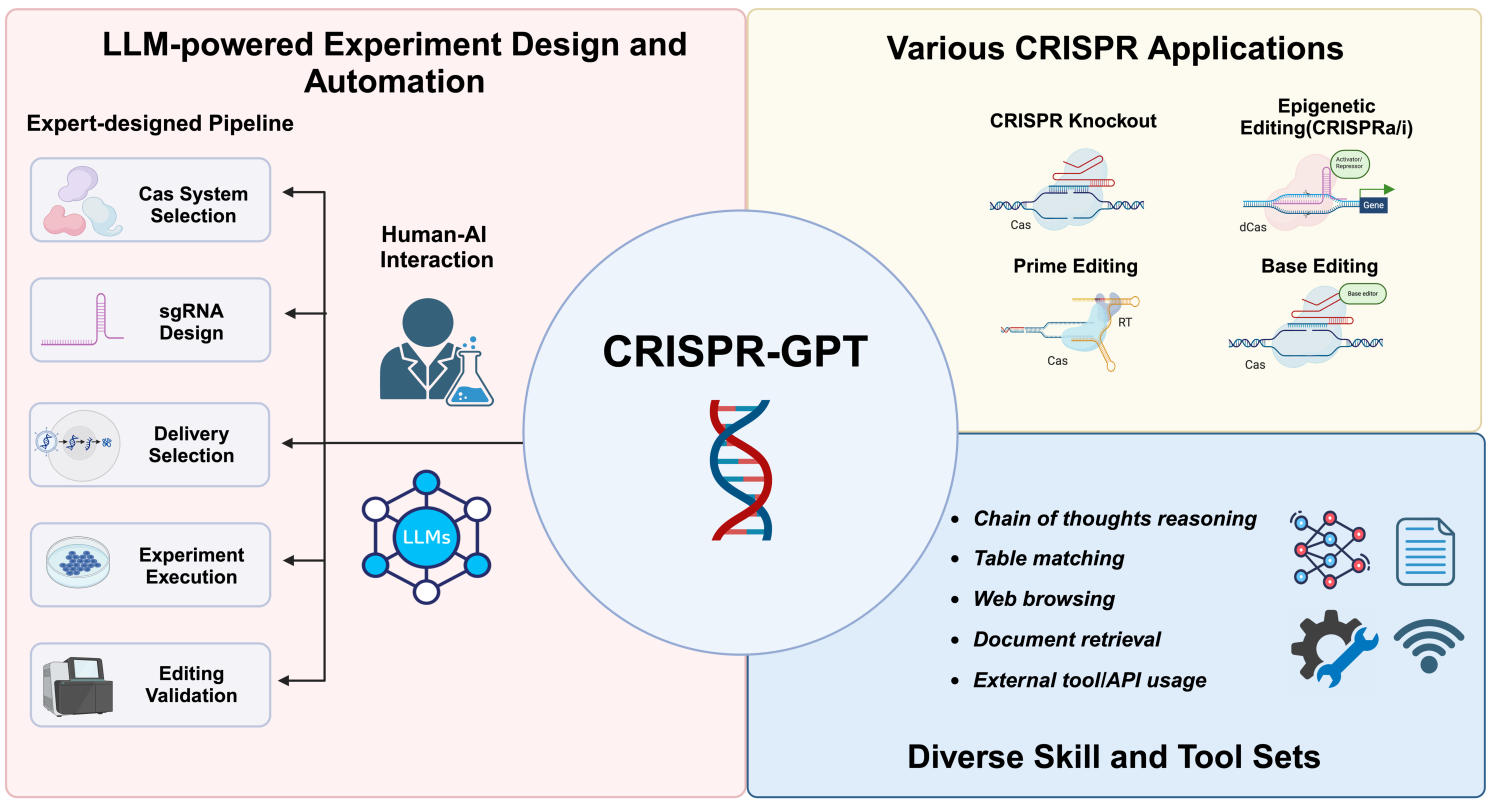 LLM-powered Experiment Design and
Automation
Expert-designed Pipeline
Cas System
Selection
sgRNA
Design
Delivery
Selection
Experiment
Execution
Editing
Validation
Human-AI
Interaction
LLMs
CRISPR-GPT
Various CRISPR Applications
CRISPR Knockout
Cas
Epigenetic
Editing(CRISPRa/i)
Activator/
Repressor
Gene
dCas
Prime Editing
RT
Cas
Base Editing
Base editor
Cas
• Chain of thoughts reasoning
• Table matching
• Web browsing
• Document retrieval
• External tool/API usage
Diverse Skill and Tool Sets